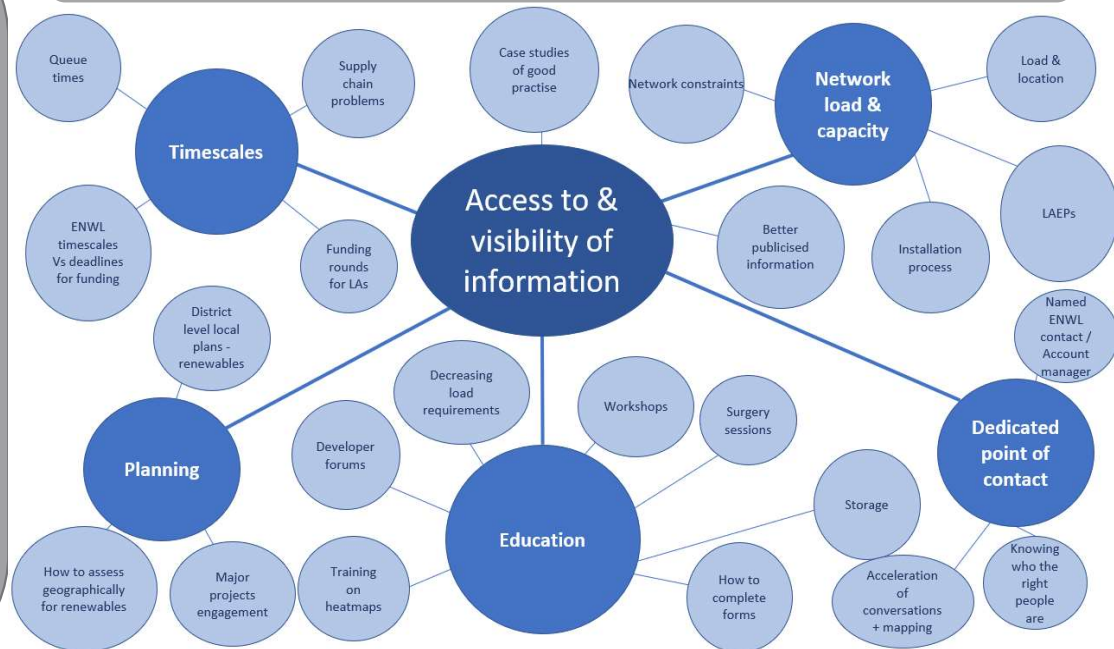 Queue
times
Supply
chain
problems
Timescales
ENWL
timescales
Vs deadlines
for funding
Funding
rounds
for LAs
Case studies
of good
practise
Access to &
visibility of
information
Better
publicised
information
Network constraints
Network
load &
capacity
Load &
location
LAEPs
Installation
process
Named
ENWL
contact /
Account
manager
Dedicated
point of
contact
Acceleration
of
conversations
+ mapping
Knowing
who the
right
people
are
District
level local
plans -
renewables
Planning
How to assess
geographically
for renewables
Major
projects
engagement
Decreasing
load
requirements
Workshops
Surgery
sessions
Developer
forums
Education
Storage
Training
on
heatmaps
How to
complete
forms